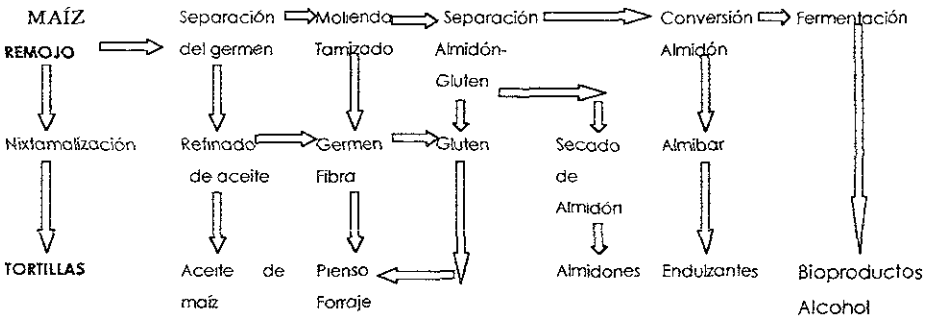 MAÍZ Separación Molienda Separación Conversión Fermentación
REMOJO del germen Tamizado Almidón- Almidón
Gluten
Nixtamalización Refinado Germen Gluten Secado Almibar
de aceite Fibra de
Almidón
TORTILLAS Aceite de Pienso Almidones Endulzantes Bioproductos
maíz Forraje Alcohol